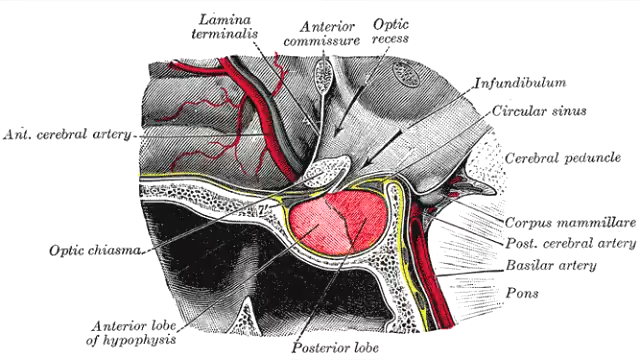 Lamina
terminalis
Anterior
commissure
Optic
recess
Infundibulum
Circular sinus
Ant. cerebral artery
Cerebral peduncle
Corpus mammillare
Post. cerebral artery
Optic chiasma
Basilar artery
Pons
Anterior lobe
of hypophysis
Posterior lobe